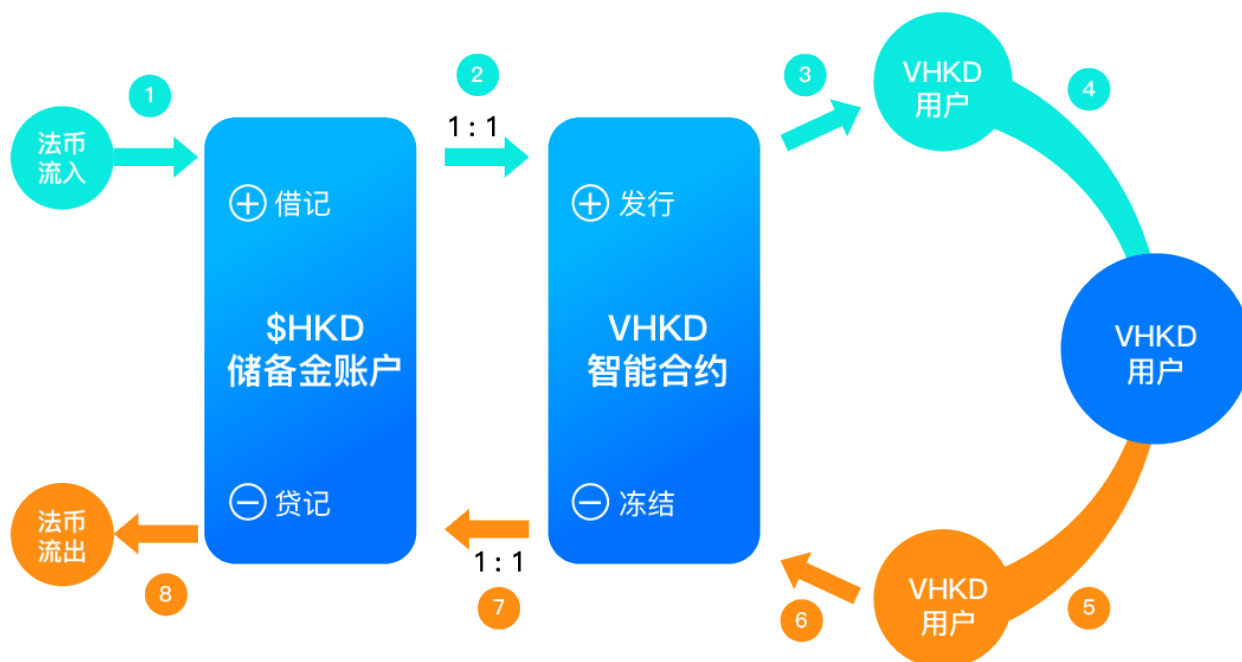 法币
流入
1
$HKD
储备金账户
借记
贷记
2
1 : 1
VHKD
智能合约
发行
冻结
3
VHKD
用户
4
VHKD
用户
5
VHKD
用户
6
1 : 1
7
8
法币
流出